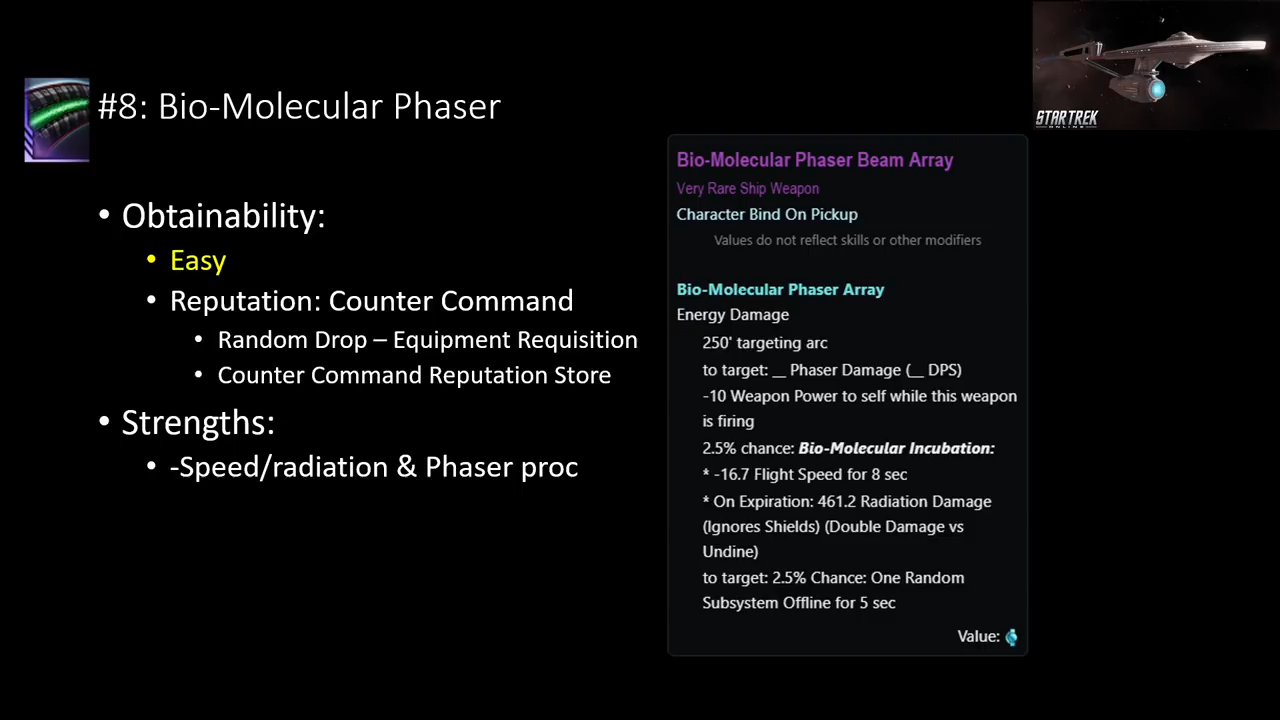 #8: Bio-Molecular Phaser
STAR TREK
ONLINE
• Obtainability:
• Easy
• Reputation: Counter Command
• Random Drop – Equipment Requisition
• Counter Command Reputation Store
• Strengths:
• -Speed/radiation & Phaser proc
Bio-Molecular Phaser Beam Array
Very Rare Ship Weapon
Character Bind On Pickup
Values do not reflect skills or other modifiers
Bio-Molecular Phaser Array
Energy Damage
250' targeting arc
to target: __ Phaser Damage (__ DPS)
-10 Weapon Power to self while this weapon
is firing
2.5% chance: Bio-Molecular Incubation:
* -16.7 Flight Speed for 8 sec
* On Expiration: 461.2 Radiation Damage
(Ignores Shields) (Double Damage vs
Undine)
to target: 2.5% Chance: One Random
Subsystem Offline for 5 sec
Value: